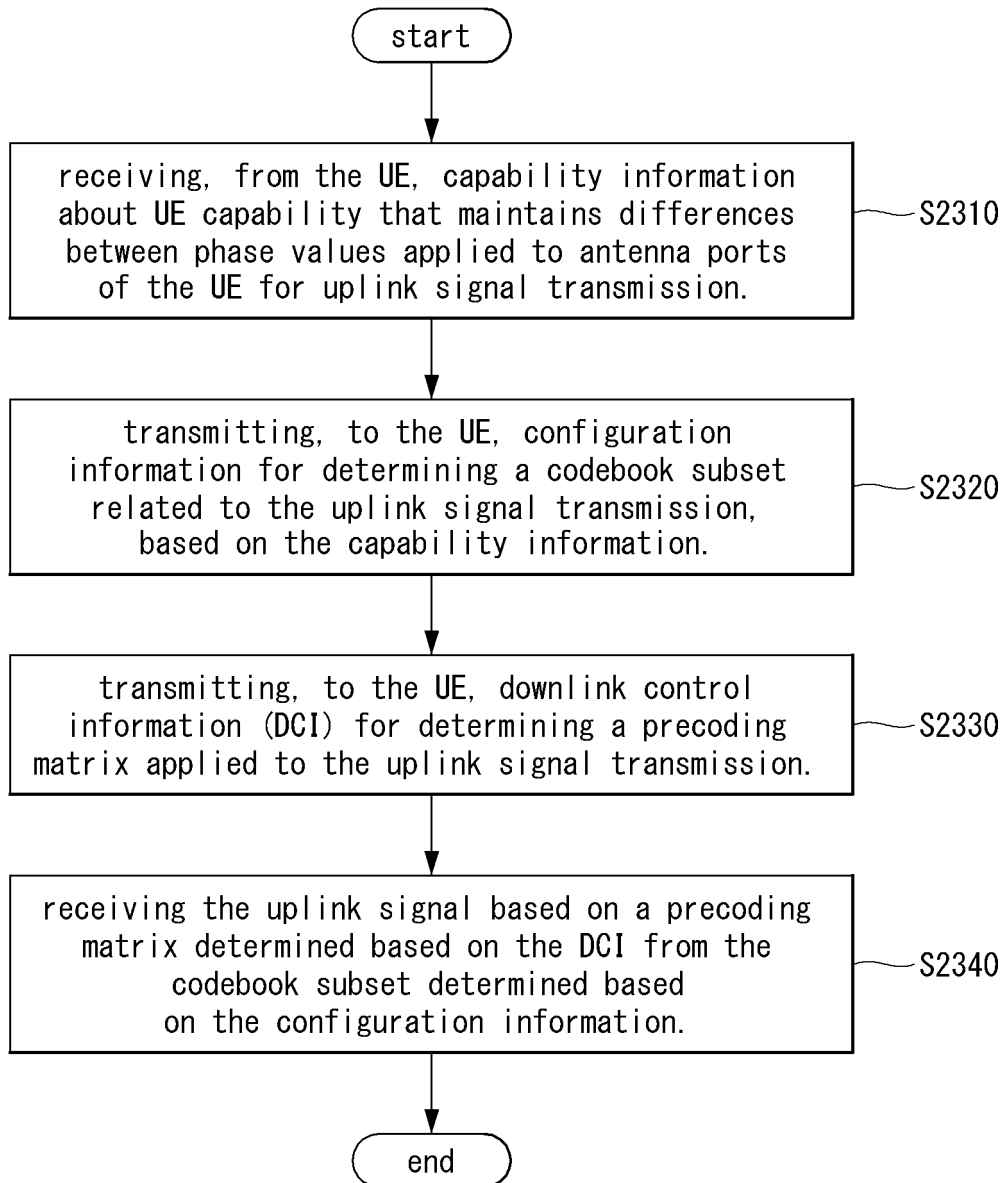 start
receiving, from the UE, capability information
about UE capability that maintains differences
between phase values applied to antenna ports
of the UE for uplink signal transmission.
S2310
transmitting, to the UE, configuration
information for determining a codebook subset
related to the uplink signal transmission,
based on the capability information.
S2320
transmitting, to the UE, downlink control
information (DCI) for determining a precoding
matrix applied to the uplink signal transmission.
S2330
receiving the uplink signal based on a precoding
matrix determined based on the DCI from the
codebook subset determined based
on the configuration information.
S2340
end